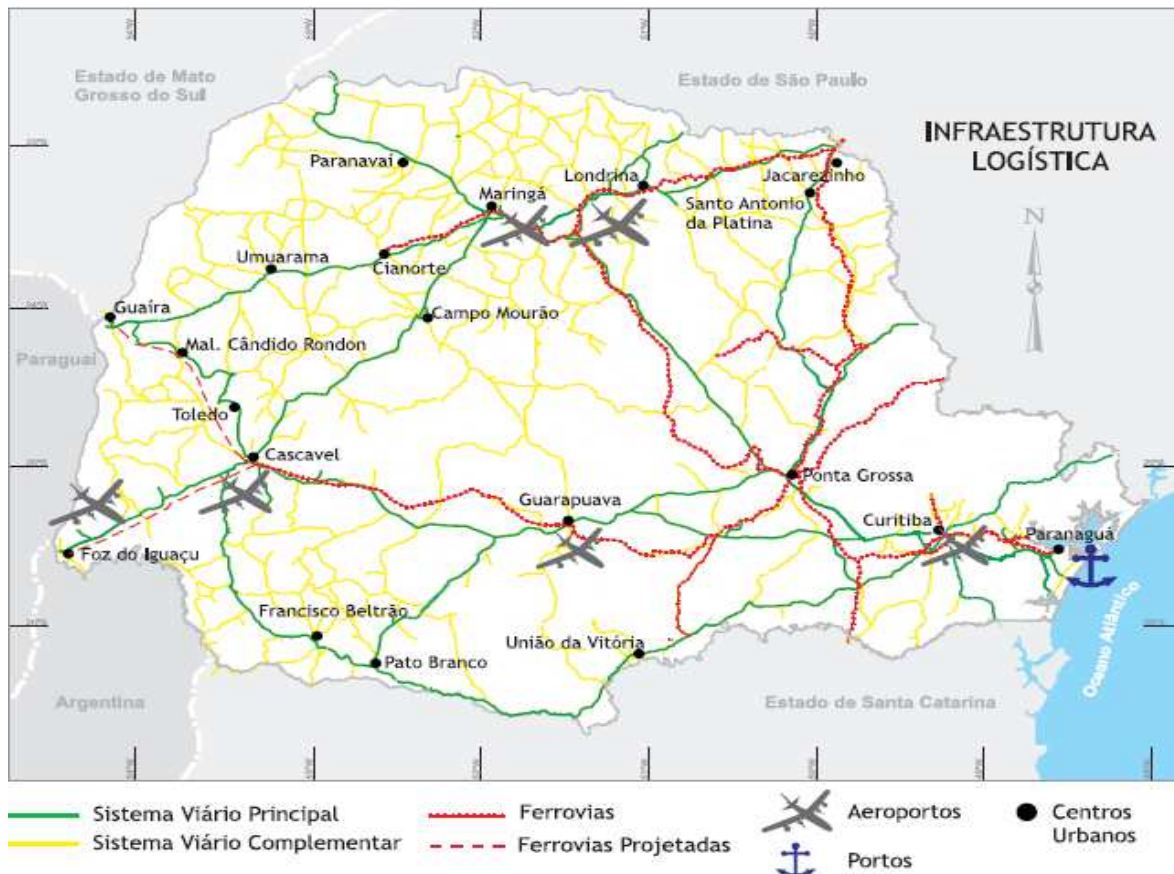 Estado de Mato
Grosso do Sul
Estado de São Paulo
INFRAESTRUTURA
LOGÍSTICA
N
Paranavaí
Londrina
Jacarezinho
Maringá
Santo Antonio
da Platina
Umuarama
Cianorte
Guaíra
Campo Mourão
Paraguai
Mal. Cândido Rondon
Toledo
Cascavel
Ponta Grossa
Guarapuava
Curitiba
Paranaguá
Foz do Iguaçu
Francisco Beltrão
União da Vitória
Pato Branco
Oceano Atlântico
Argentina
Estado de Santa Catarina
Sistema Viário Principal
Ferrovias
Aeroportos
Centros
Urbanos
Sistema Viário Complementar
Ferrovias Projetadas
Portos